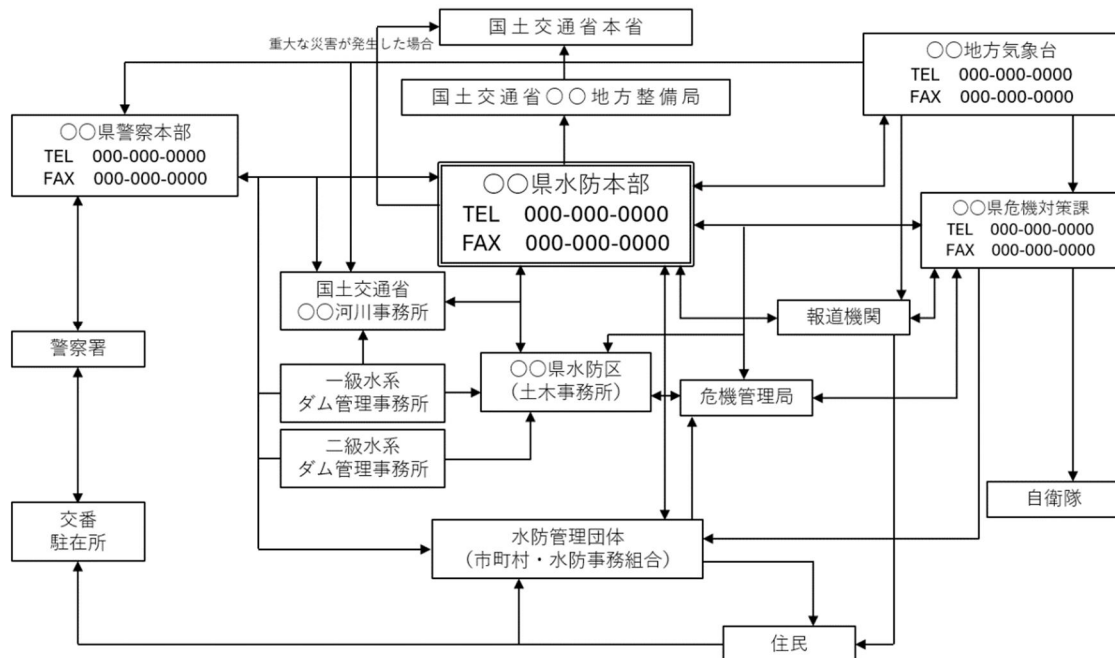 国土交通省本省
重大な災害が発生した場合
○○地方気象台
TEL 000-000-0000
FAX 000-000-0000
国土交通省○○地方整備局
○○県警察本部
TEL 000-000-0000
FAX 000-000-0000
○○県水防本部
TEL 000-000-0000
FAX 000-000-0000
○○県危機対策課
TEL 000-000-0000
FAX 000-000-0000
国土交通省
○○河川事務所
報道機関
警察署
○○県水防区
（土木事務所）
一級水系
ダム管理事務所
危機管理局
二級水系
ダム管理事務所
自衛隊
交番
駐在所
水防管理団体
（市町村・水防事務組合）
住民